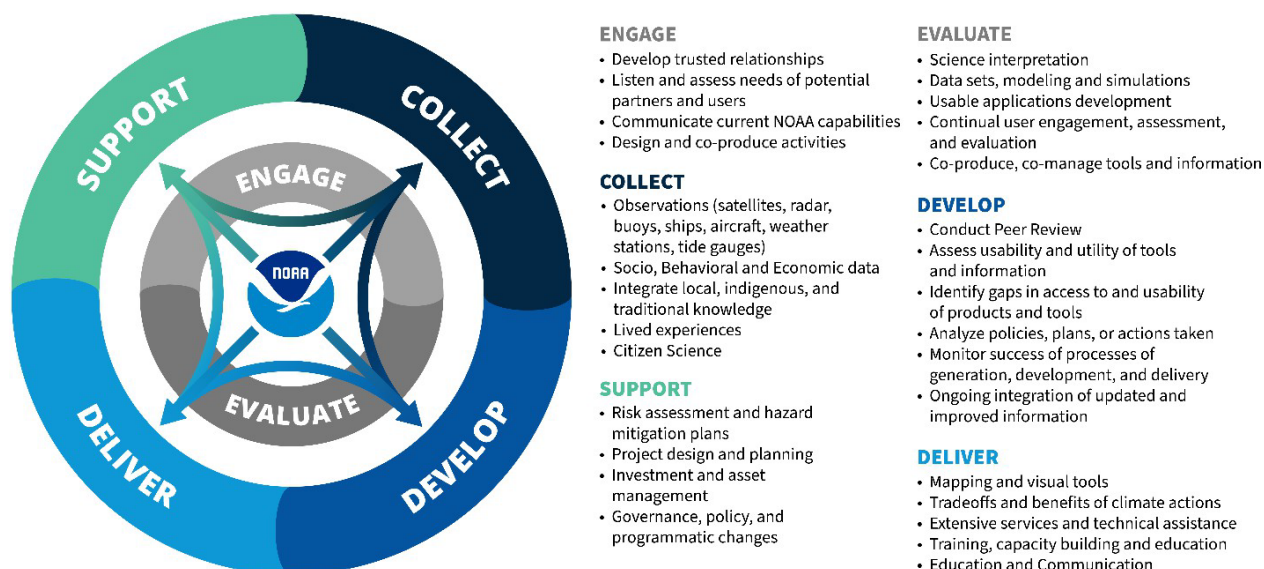 SUPPORT
COLLECT
ENGAGE
NOAA
EVALUATE
DELIVER
DEVELOP
ENGAGE
• Develop trusted relationships
• Listen and assess needs of potential
partners and users
• Communicate current NOAA capabilities
• Design and co-produce activities
COLLECT
• Observations (satellites, radar,
buoys, ships, aircraft, weather
stations, tide gauges)
• Socio, Behavioral and Economic data
• Integrate local, indigenous, and
traditional knowledge
• Lived experiences
• Citizen Science
SUPPORT
• Risk assessment and hazard
mitigation plans
• Project design and planning
• Investment and asset
management
• Governance, policy, and
programmatic changes
EVALUATE
• Science interpretation
• Data sets, modeling and simulations
• Usable applications development
• Continual user engagement, assessment,
and evaluation
• Co-produce, co-manage tools and information
DEVELOP
• Conduct Peer Review
• Assess usability and utility of tools
and information
• Identify gaps in access to and usability
of products and tools
• Analyze policies, plans, or actions taken
• Monitor success of processes of
generation, development, and delivery
• Ongoing integration of updated and
improved information
DELIVER
• Mapping and visual tools
• Tradeoffs and benefits of climate actions
• Extensive services and technical assistance
• Training, capacity building and education
• Education and Communication